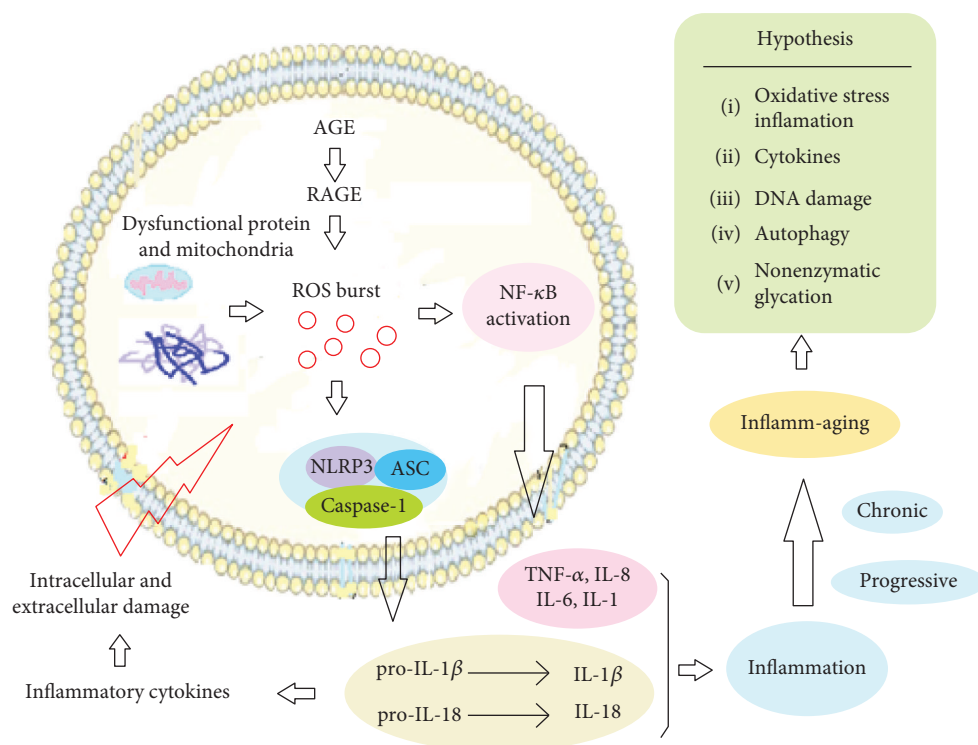 AGE
RAGE
Dysfunctional protein
and mitochondria
ROS burst
NF-κB
activation
NLRP3
ASC
Caspase-1
Intracellular and
extracellular damage
Inflammatory cytokines
TNF-α, IL-8
IL-6, IL-1
pro-IL-1β
IL-1β
pro-IL-18
IL-18
Inflammation
Chronic
Progressive
Inflamm-aging
Hypothesis
(i) Oxidative stress
inflamation
(ii) Cytokines
(iii) DNA damage
(iv) Autophagy
(v) Nonenzymatic
glycation